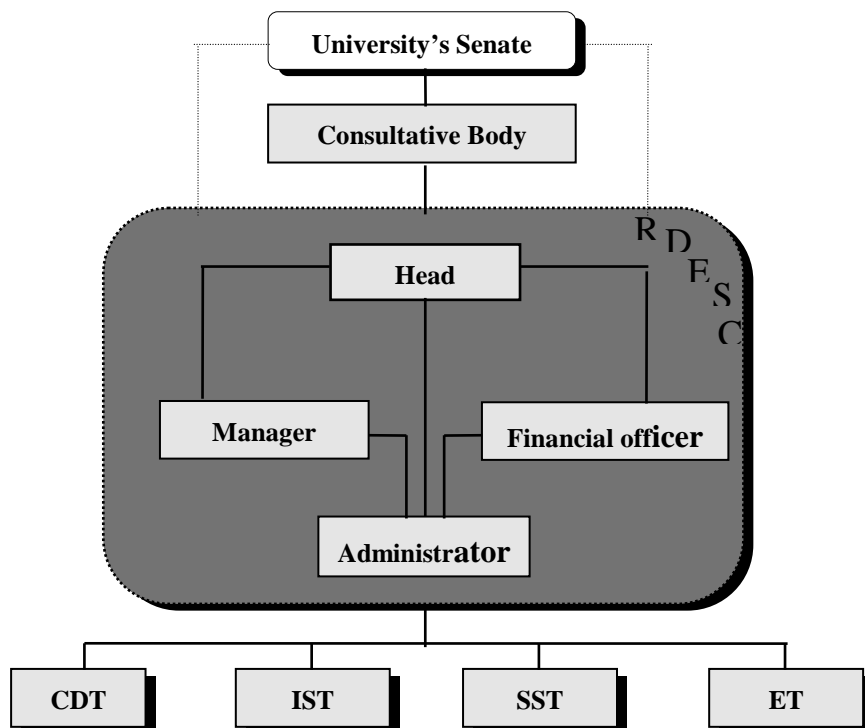 University's Senate
Consultative Body
R D E S C
Head
Manager
Financial officer
Administrator
CDT
IST
SST
ET